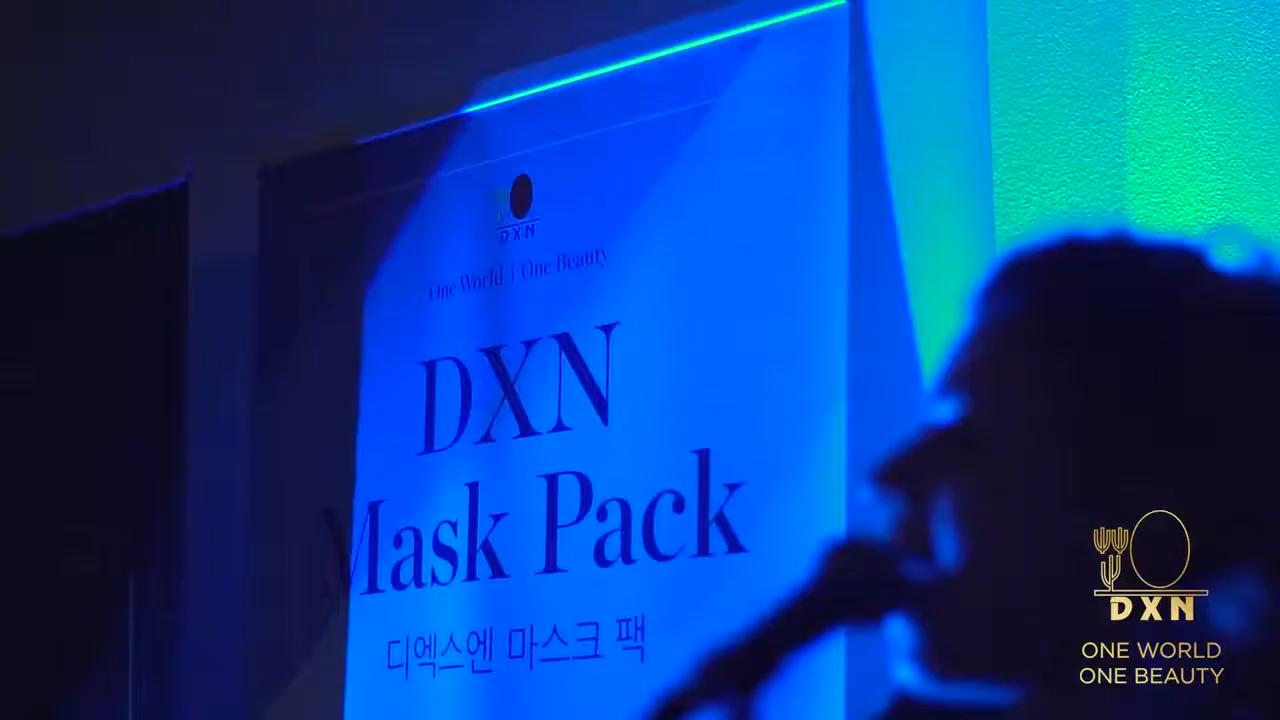 DXN
One World | One Beauty
DXN
Mask Pack
디엑스엔 마스크 팩
DXN
ONE WORLD
ONE BEAUTY